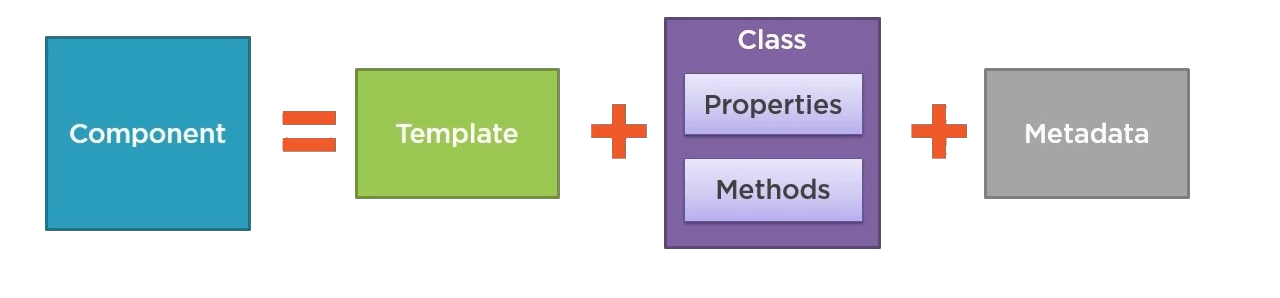 Component
=
Template
+
Class
Properties
Methods
+
Metadata